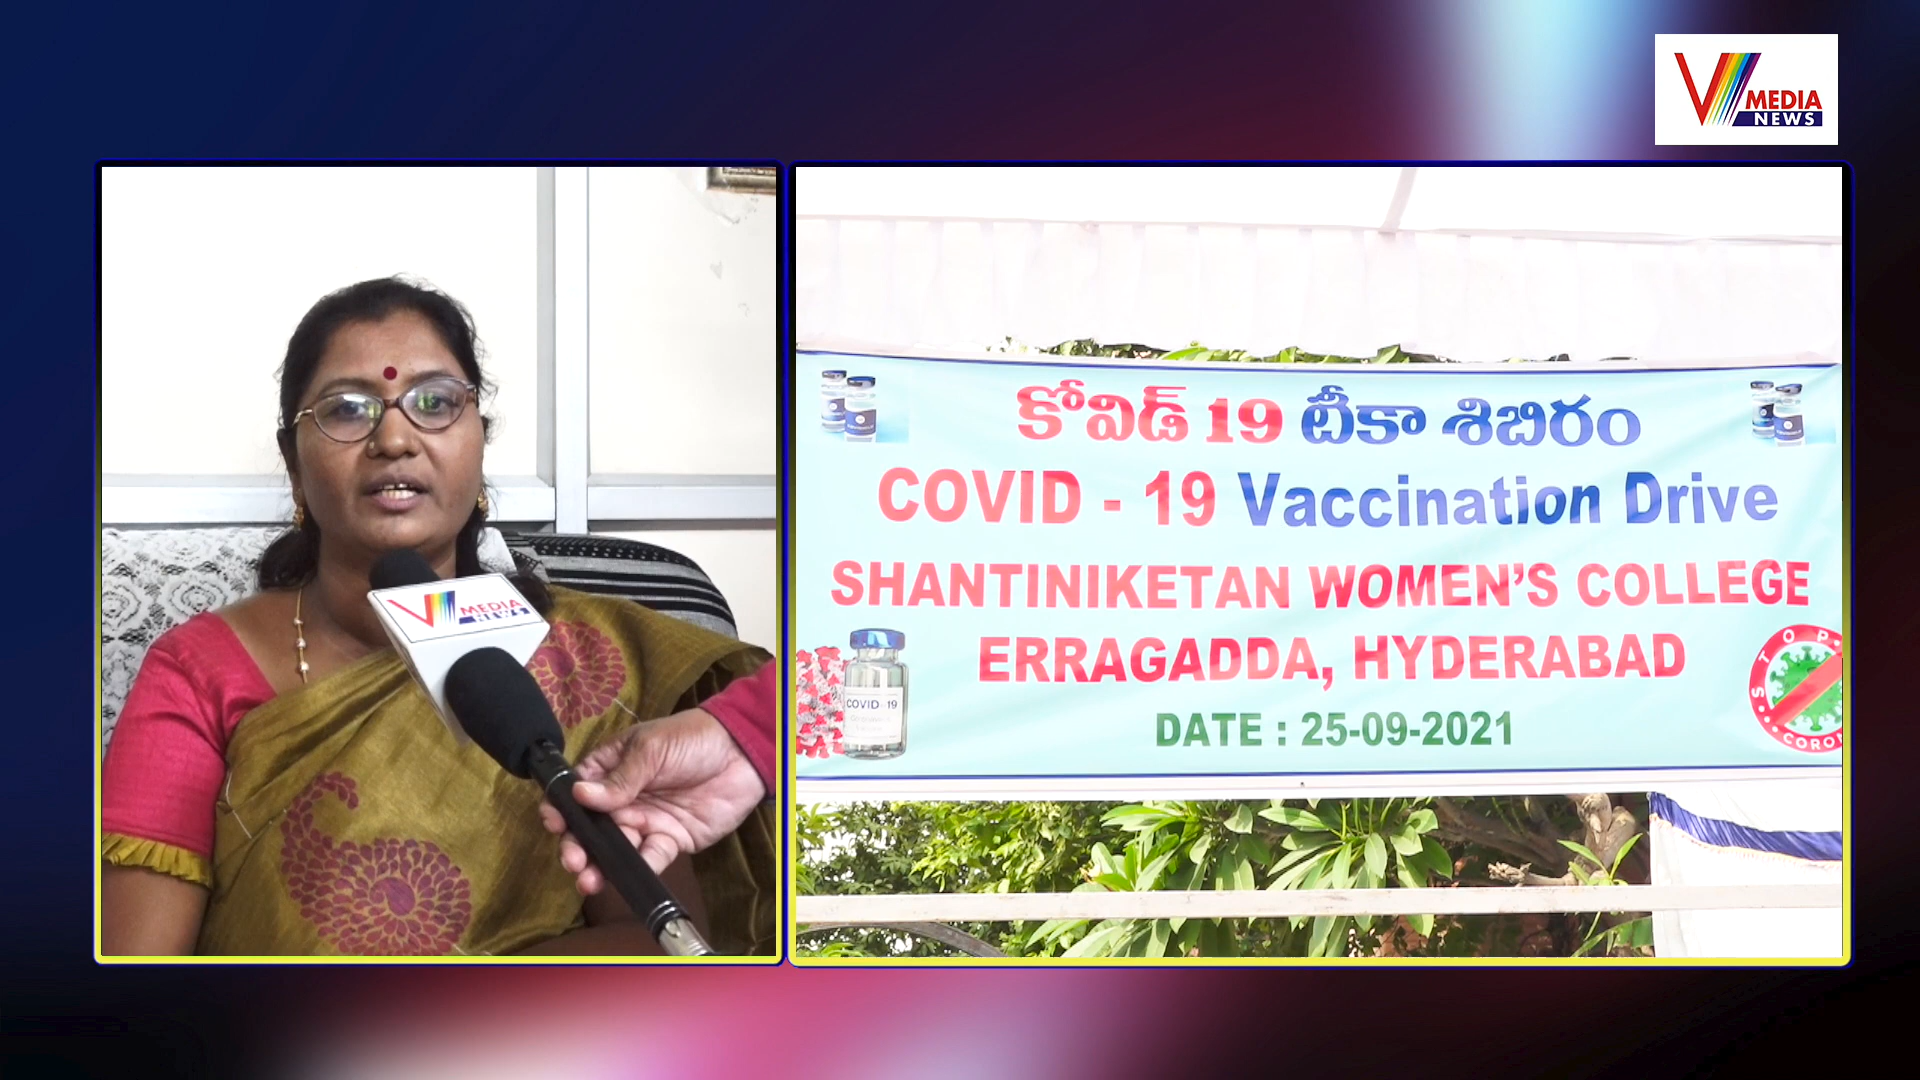 V MEDIA
NEWS
V MEDIA
NEWS
కోవిడ్ 19 టీకా శిబిరం
COVID - 19 Vaccination Drive
SHANTINIKETAN WOMEN'S COLLEGE
ERRAGADDA, HYDERABAD
DATE : 25-09-2021
COVID-19
STOP